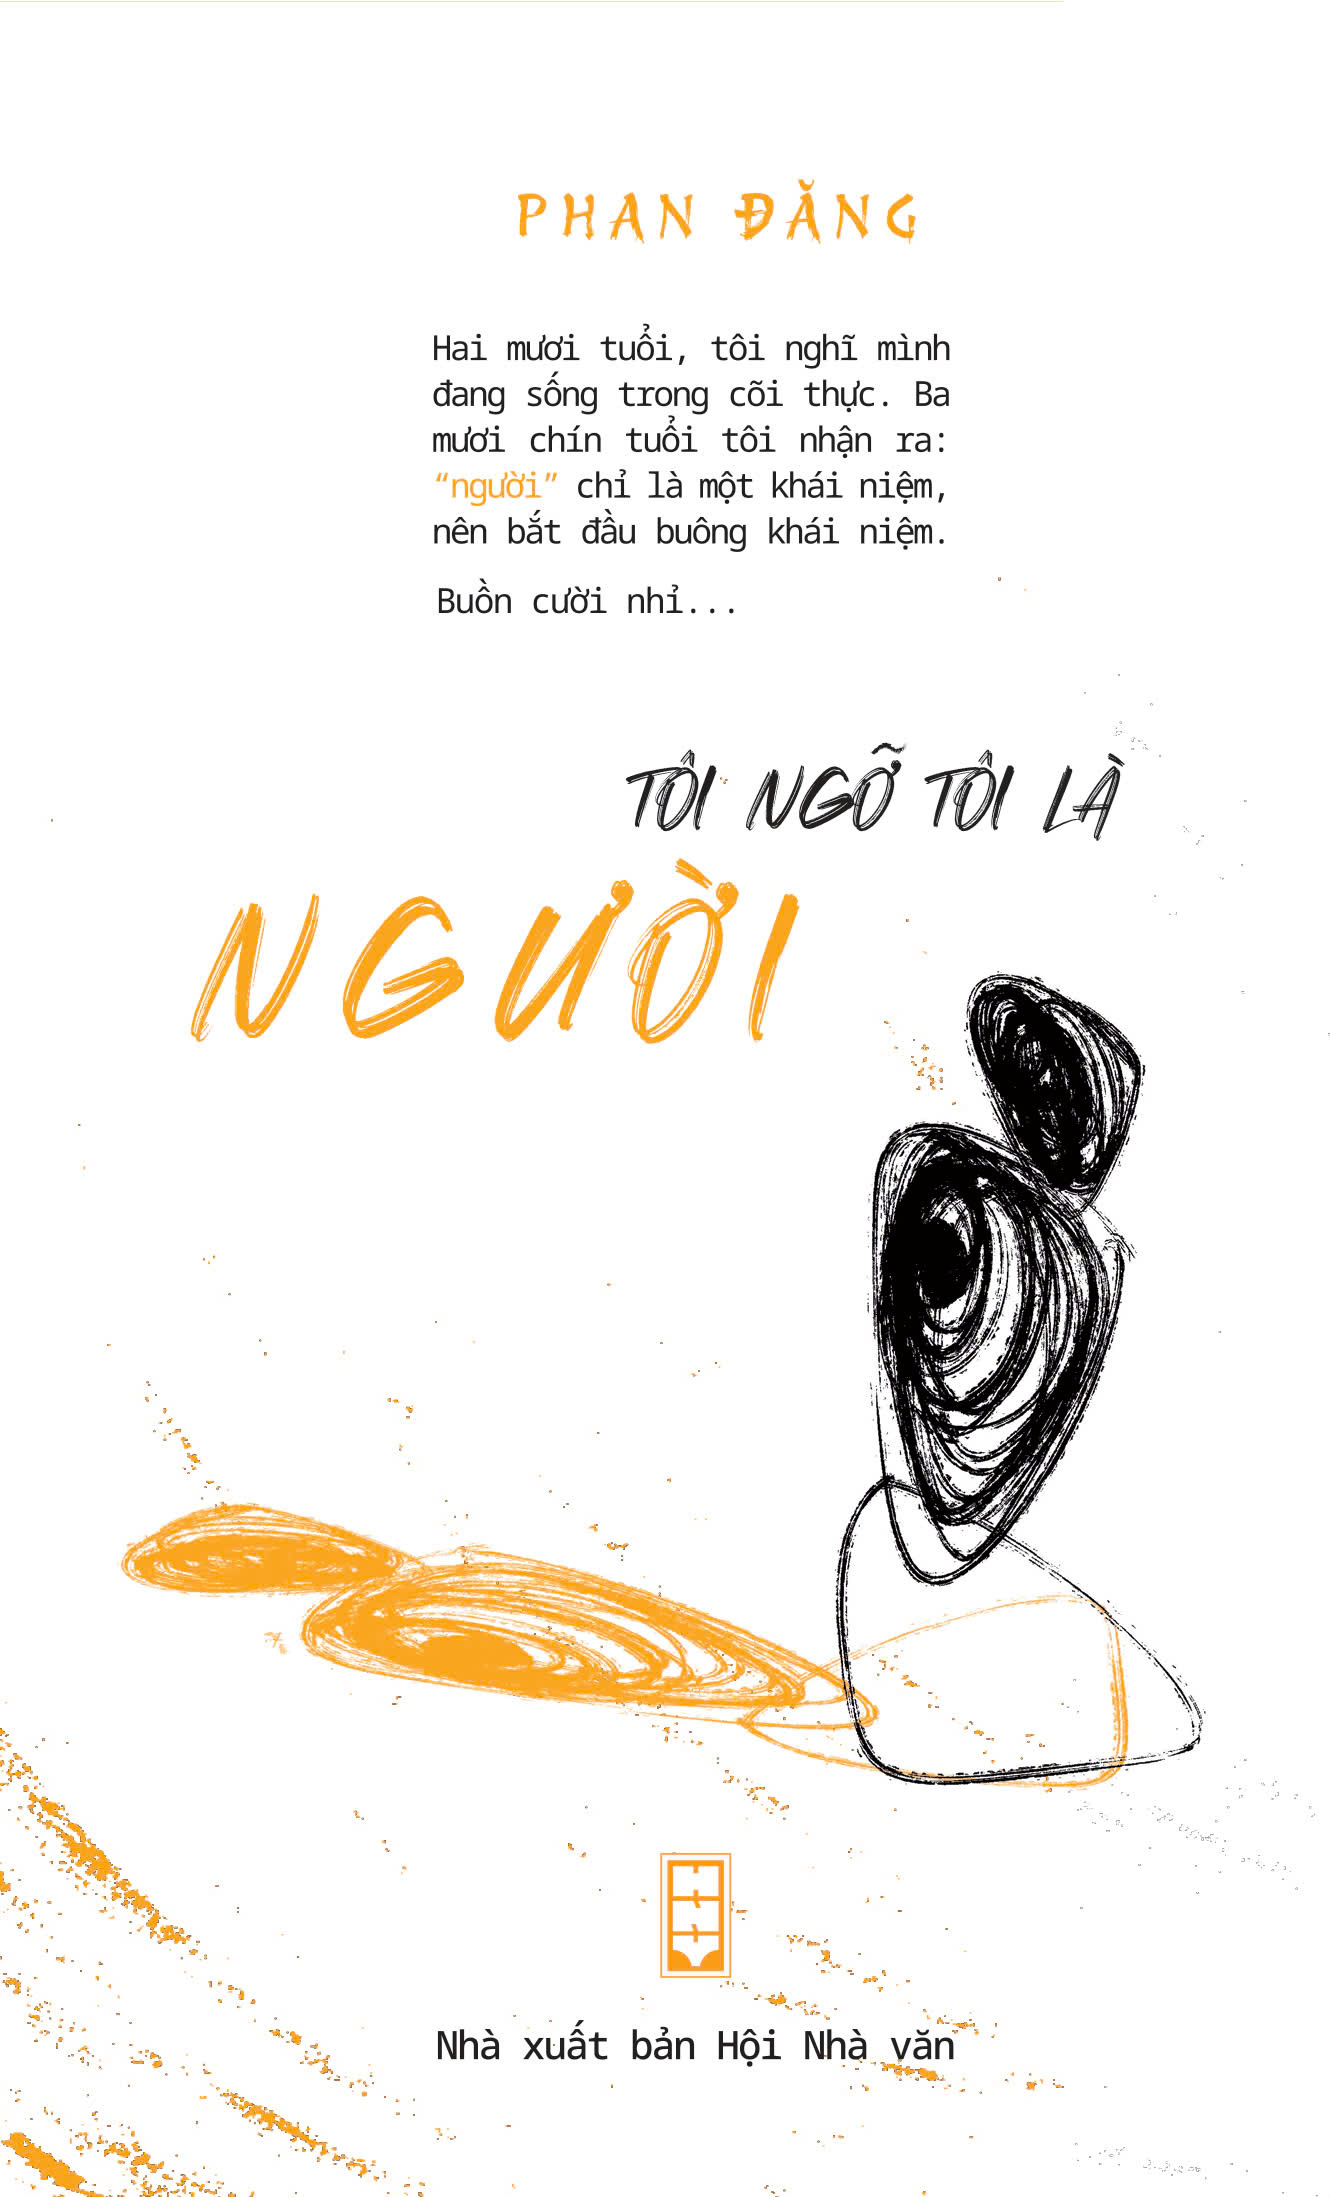 PHAN ĐĂNG
Hai mươi tuổi, tôi nghĩ mình
đang sống trong cõi thực. Ba
mươi chín tuổi tôi nhận ra:
“người” chỉ là một khái niệm,
nên bắt đầu buông khái niệm.
Buồn cười nhỉ...
TÔI NGỠ TÔI LÀ
NGƯỜI
Nhà xuất bản Hội Nhà văn